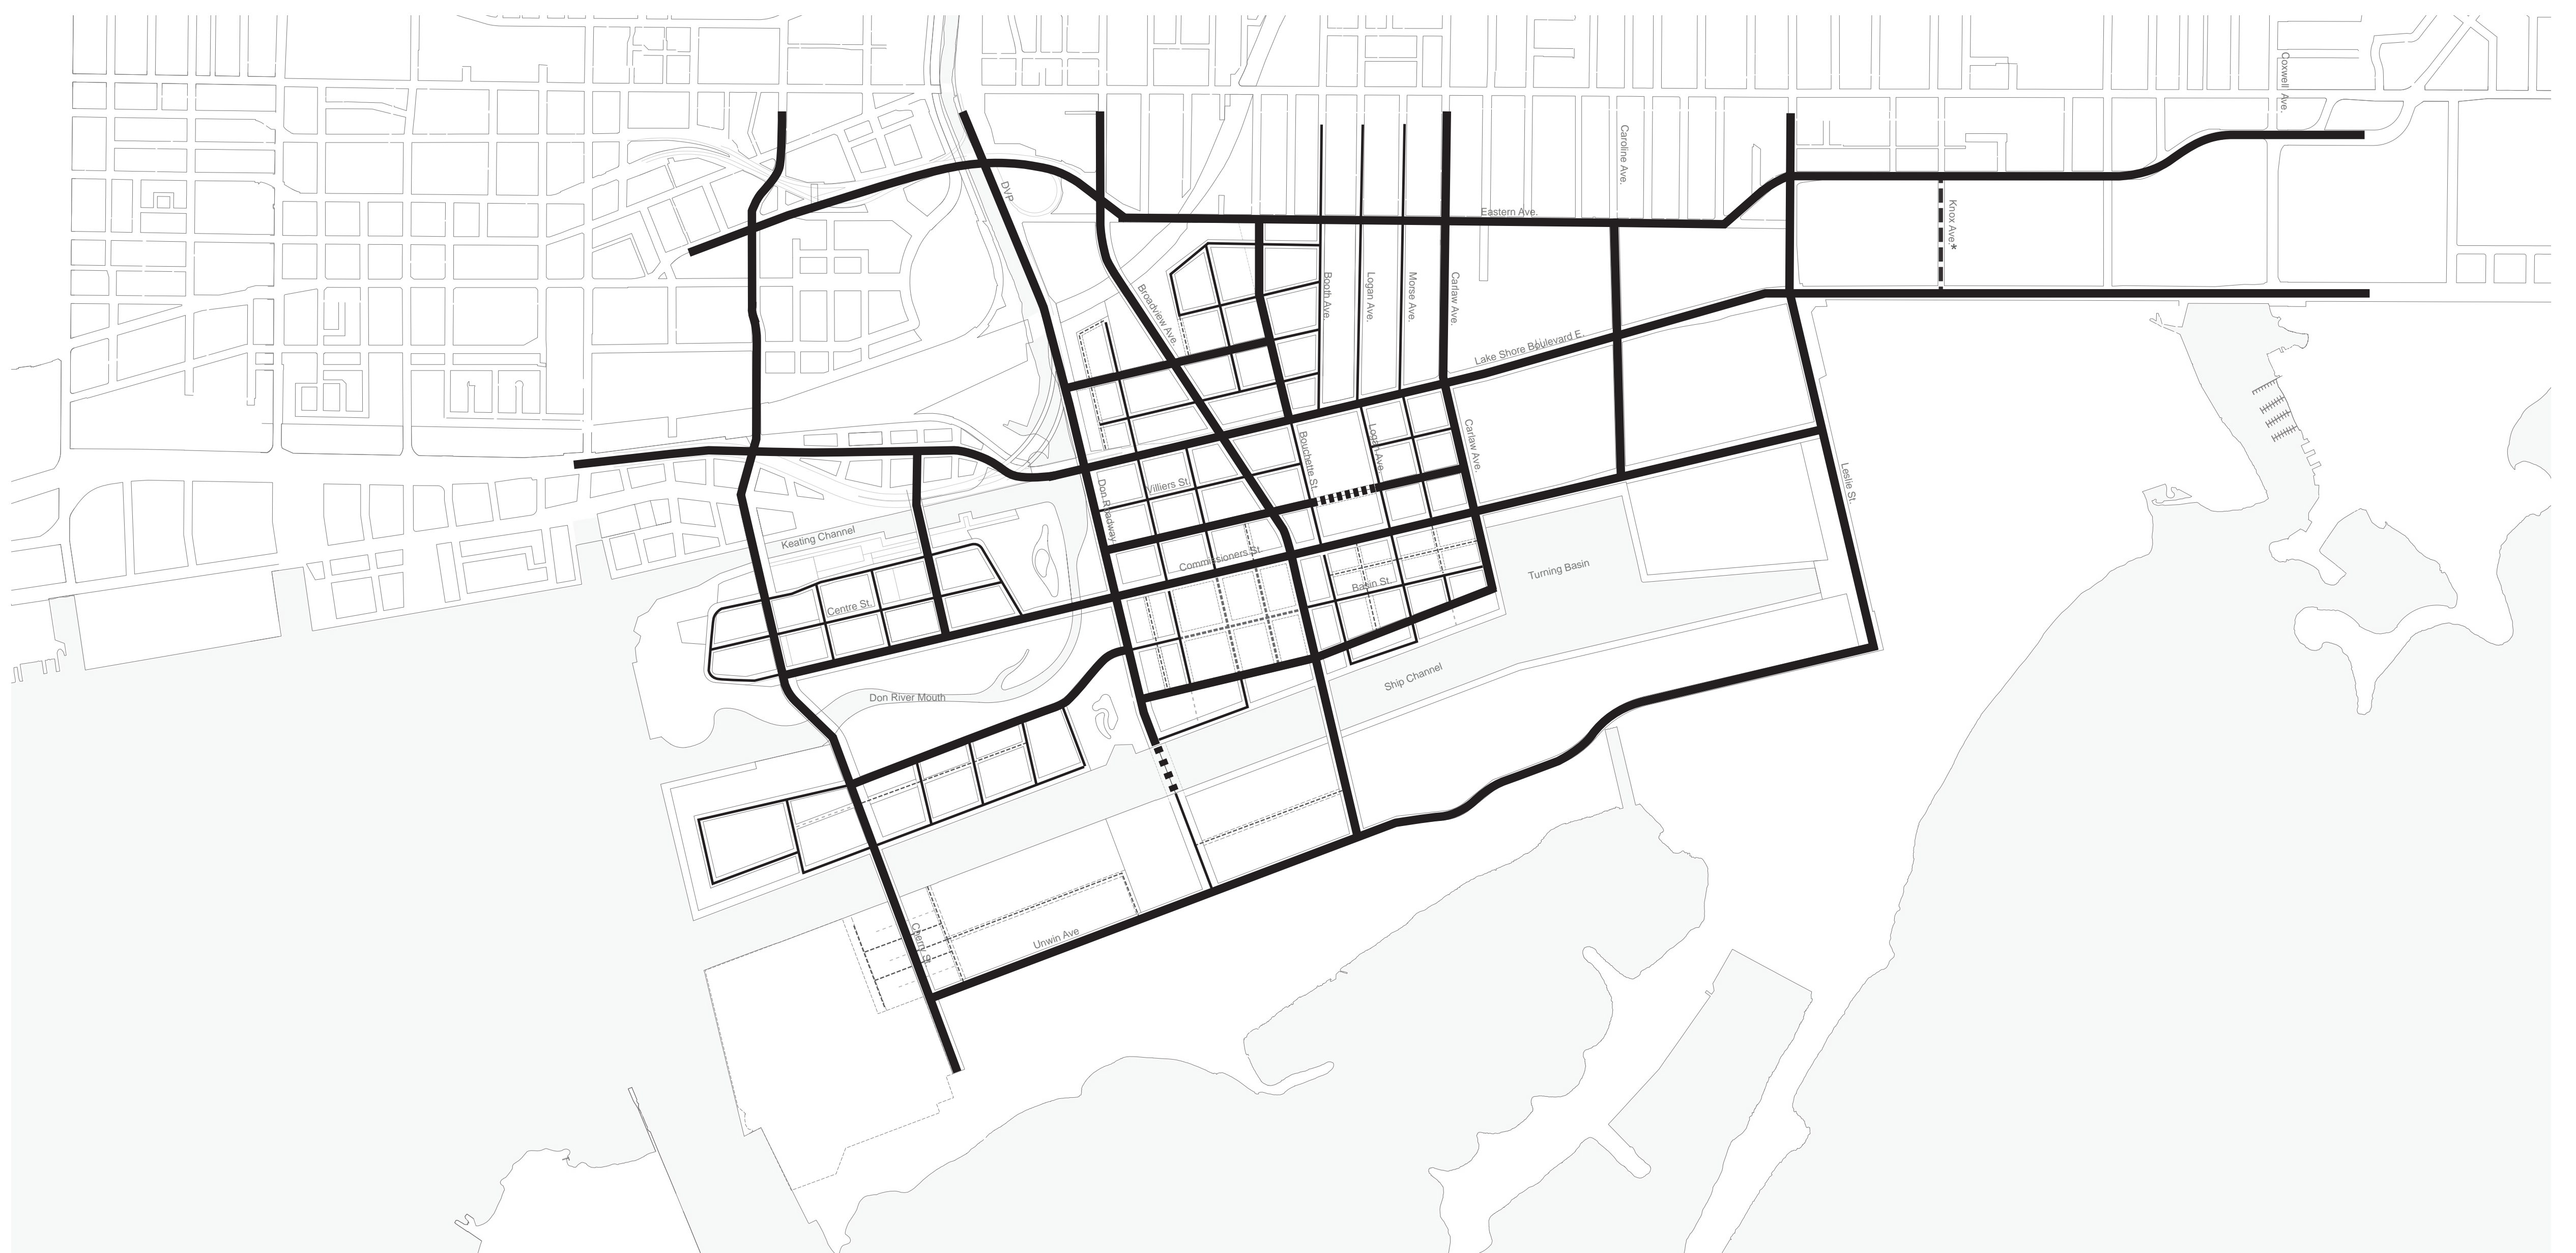 Coxwell Ave.
Caroline Ave.
DVP
Knox Ave.*
Eastern Ave.
Broadview Ave.
Booth Ave.
Logan Ave.
Morse Ave.
Carlaw Ave.
Lake Shore Boulevard E.
Bouchette St.
Logan Ave.
Carlaw Ave.
Leslie St.
Villiers St.
Don Roadway
Keating Channel
Commissioners St.
Turning Basin
Basin St.
Centre St.
Ship Channel
Don River Mouth
Cherry St.
Unwin Ave